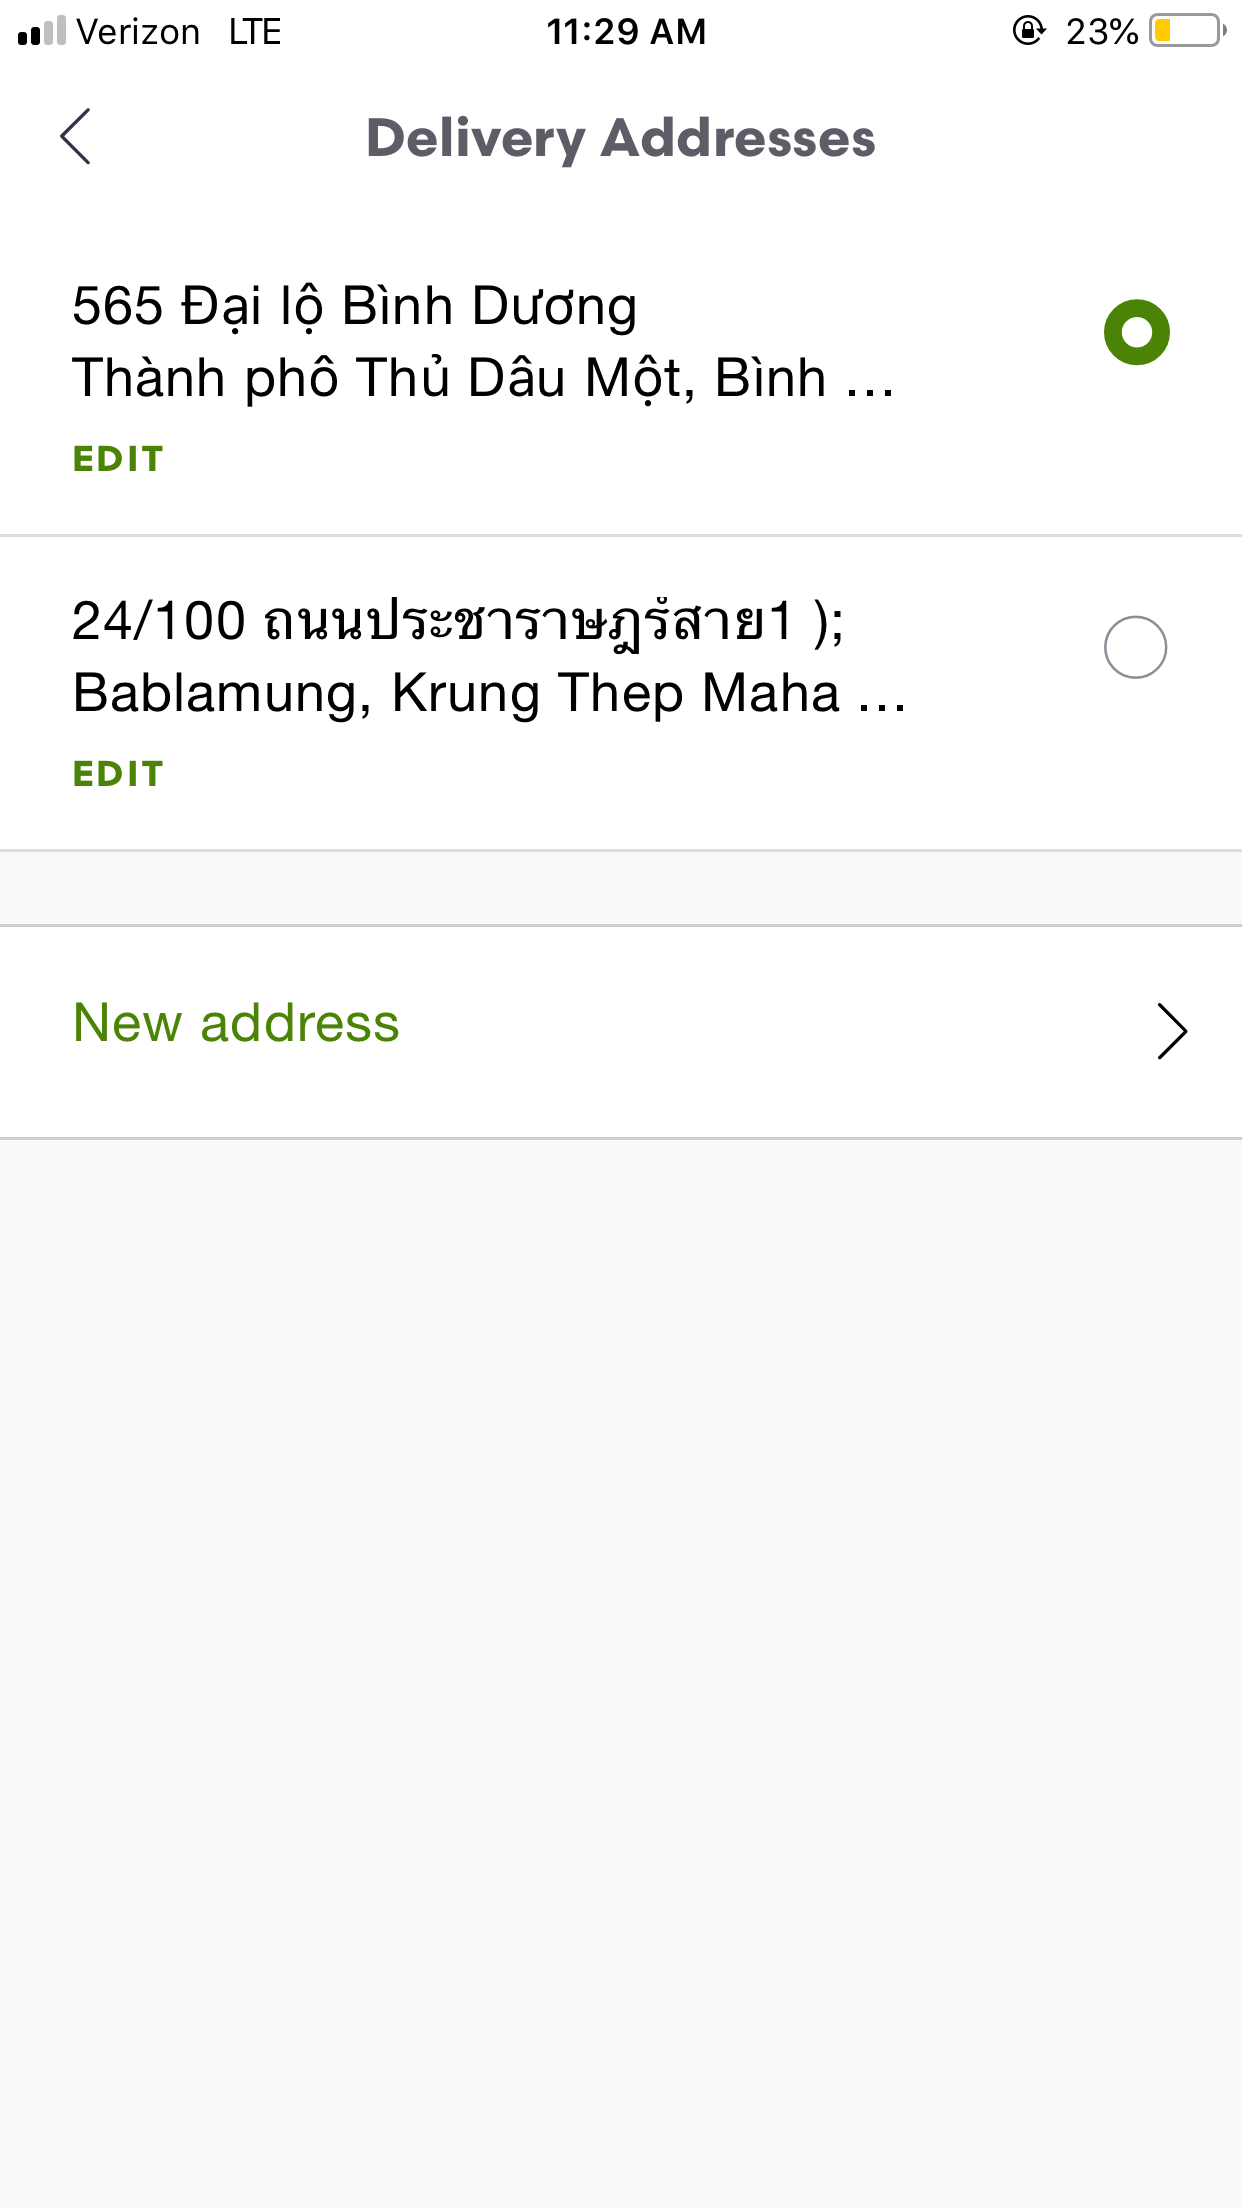 Verizon LTE 11:29 AM 23%
Delivery Addresses
565 Đại lộ Bình Dương
Thành phô Thủ Dâu Một, Bình ...
EDIT
24/100 ถนนประชาราษฎร์สาย1 );
Bablamung, Krung Thep Maha ...
EDIT
New address